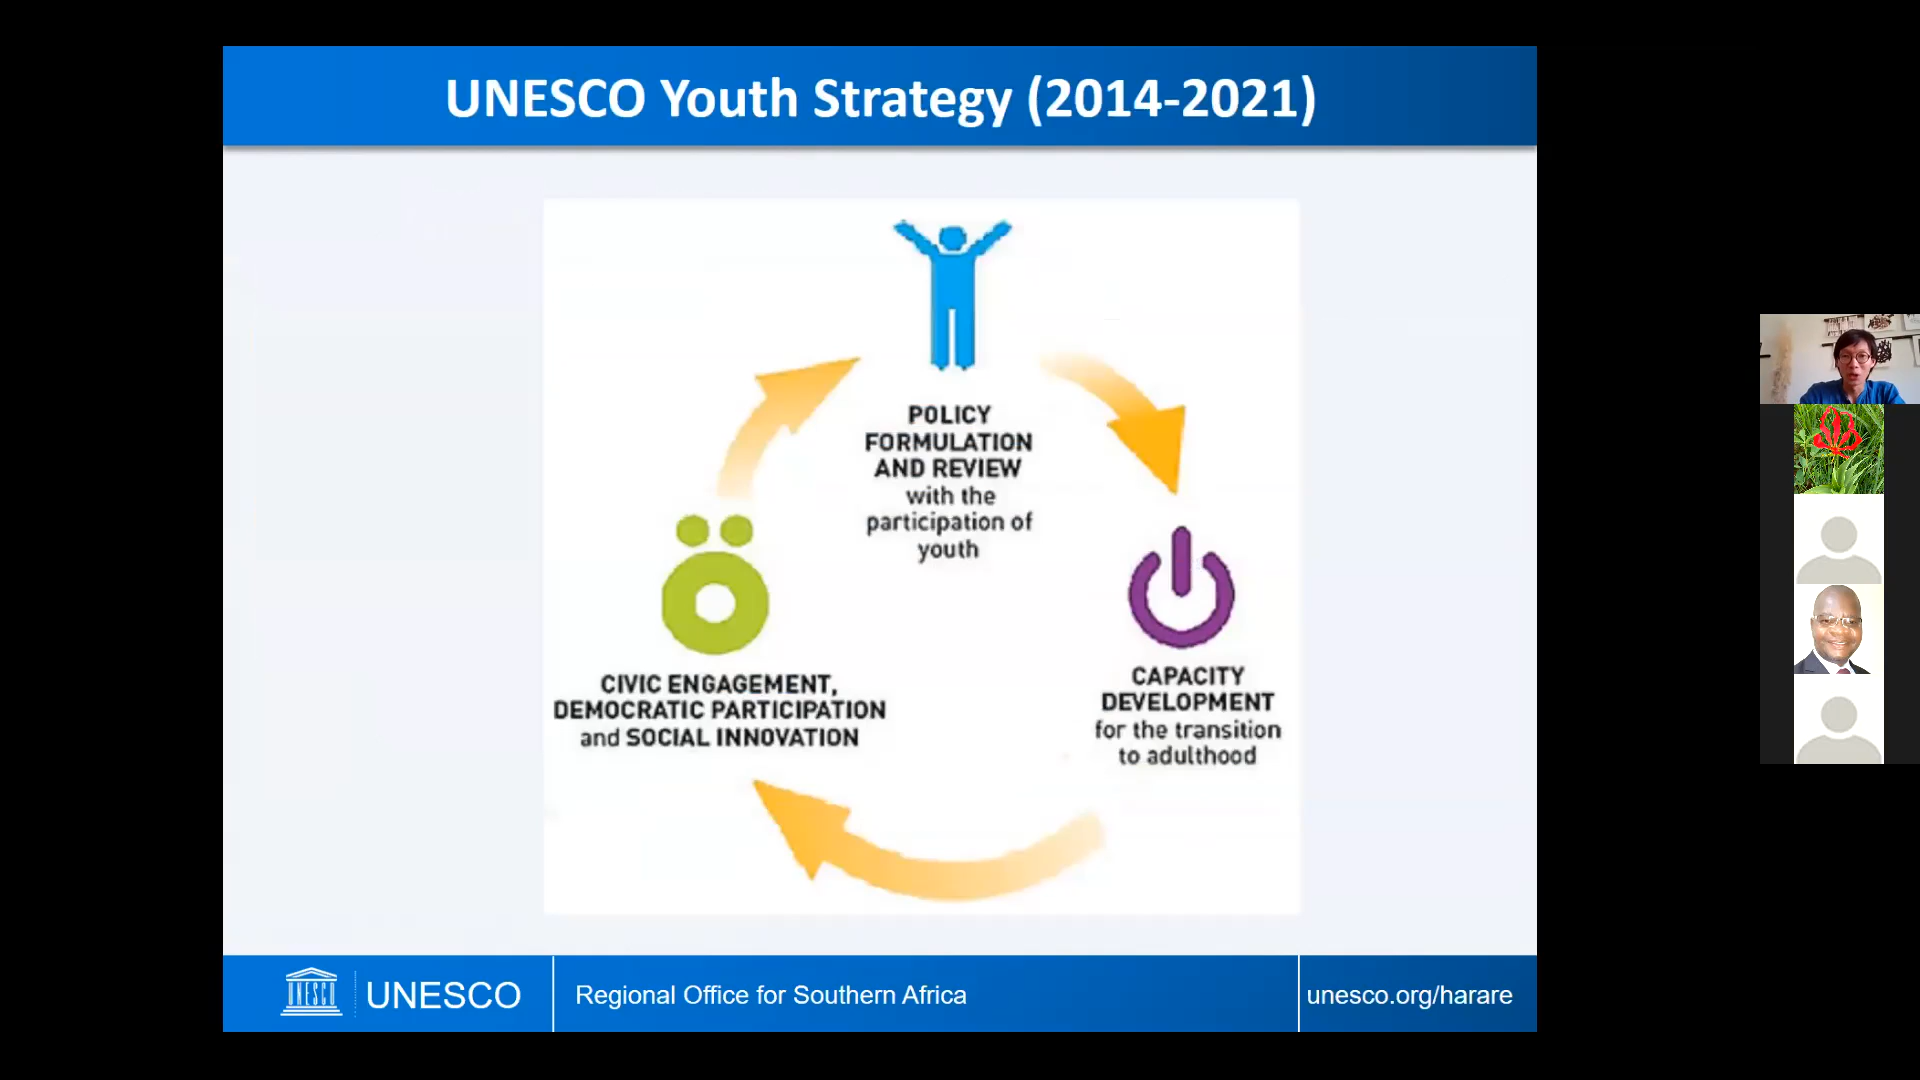 UNESCO Youth Strategy (2014-2021)
POLICY
FORMULATION
AND REVIEW
with the
participation of
youth
CAPACITY
DEVELOPMENT
for the transition
to adulthood
CIVIC ENGAGEMENT,
DEMOCRATIC PARTICIPATION
and SOCIAL INNOVATION
UNESCO
UNESCO
Regional Office for Southern Africa
unesco.org/harare